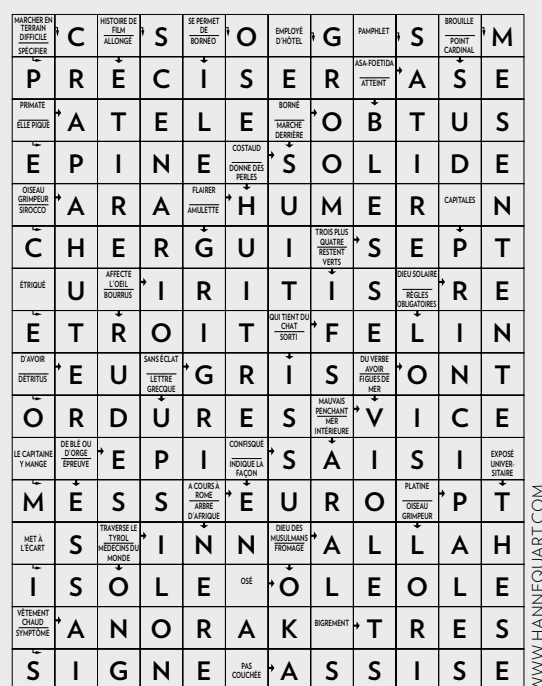 MARCHER EN TERRAIN DIFFICILE SPÉCIFIER C HISTOIRE DE FILM ALLONGÉ S SE PERMET DE BORNÉO O EMPLOYÉ D'HÔTEL G PAMPHLET S BROUILLE POINT CARDINAL M
P R E C I S E R ASA-FOETIDA ATTEINT A S E
PRIMATE ELLE PIQUE A T E L E BORNÉ MARCHE DERRIÈRE O B T U S
E P I N E COSTAUD DONNE DES PERLES S O L I D E
OISEAU GRIMPEUR SIROCCO A R A FLAIRER AMULETTE H U M E R CAPITALES N
C H E R G U I TROIS PLUS QUATRE RESTENT VERTS S E P T
ÉTRIQUÉ U AFFECTE L'OEIL BOURRUS I R I T I S DIEU SOLAIRE RÈGLES OBLIGATOIRES R E
E T R O I T QUI TIENT DU CHAT SORTI F E L I N
D'AVOIR DÉTRITUS E U SANS ÉCLAT LETTRE GRECQUE G R I S DU VERBE AVOIR FIGUES DE MER O N T
O R D U R E S MAUVAIS PENCHANT MER INTÉRIEURE V I C E
LE CAPITAINE Y MANGE DE BLÉ OU D'ORGE ÉPREUVE E P I CONFISQUÉ INDIQUE LA FAÇON S A I S I EXPOSÉ UNIVER- SITAIRE
M E S S A COURS À ROME ARBRE D'AFRIQUE E U R O PLATINE OISEAU GRIMPEUR P T
MET À L'ÉCART S TRAVERSE LE TYROL MÉDECINS DU MONDE I N N DIEU DES MUSULMANS FROMAGE A L L A H
I S O L E OSÉ O L E O L E
VÊTEMENT CHAUD SYMPTÔME A N O R A K BIGREMENT T R E S
S I G N E PAS COUCHÉE A S S I S E
WWW.HANNEQUART.COM